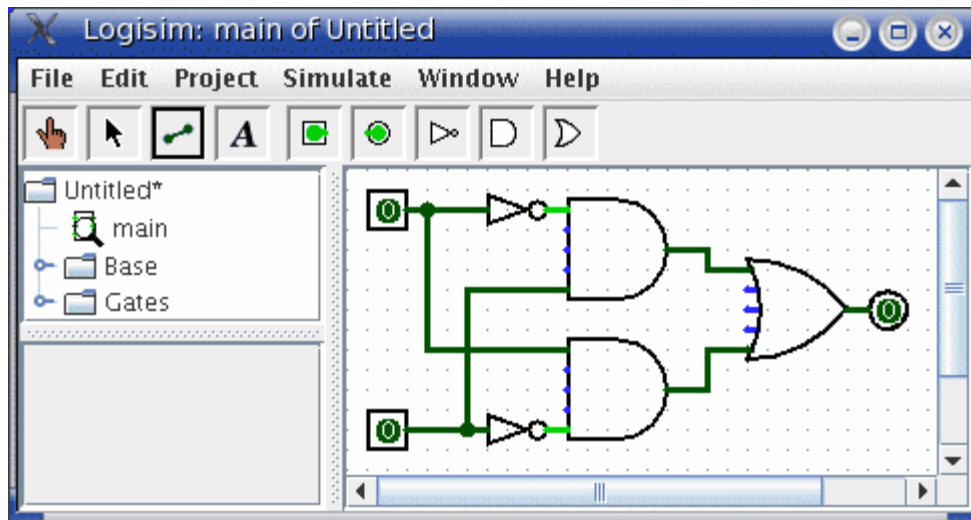 Logisim: main of Untitled
File Edit Project Simulate Window Help
A
Untitled*
main
Base
Gates
0
0
0